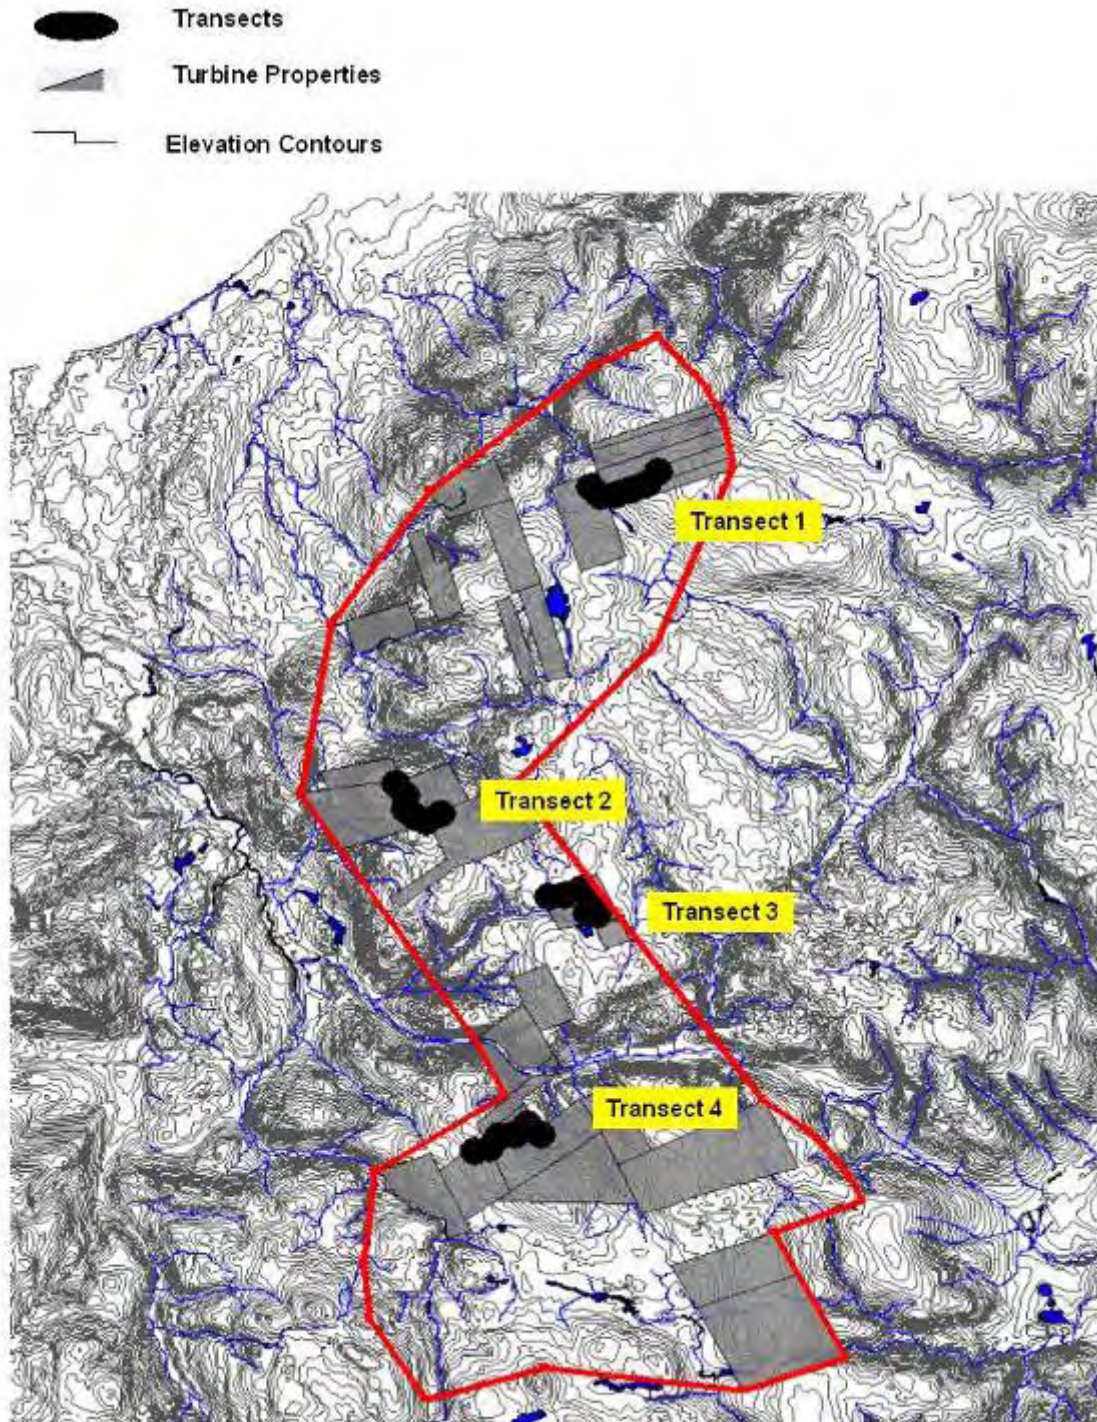 Transects
Turbine Properties
Elevation Contours
Transect 1
Transect 2
Transect 3
Transect 4